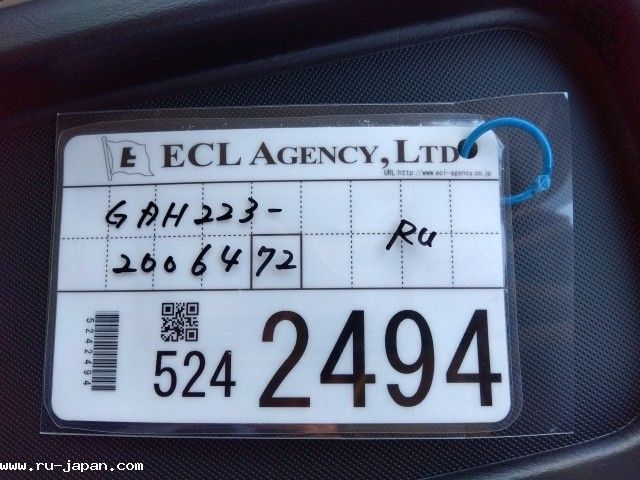 E ECL AGENCY, LTD
URL:http://www.ecl-agency.co.jp
GAH223-
2006472
RU
5242494
524 2494
www.ru-japan.com